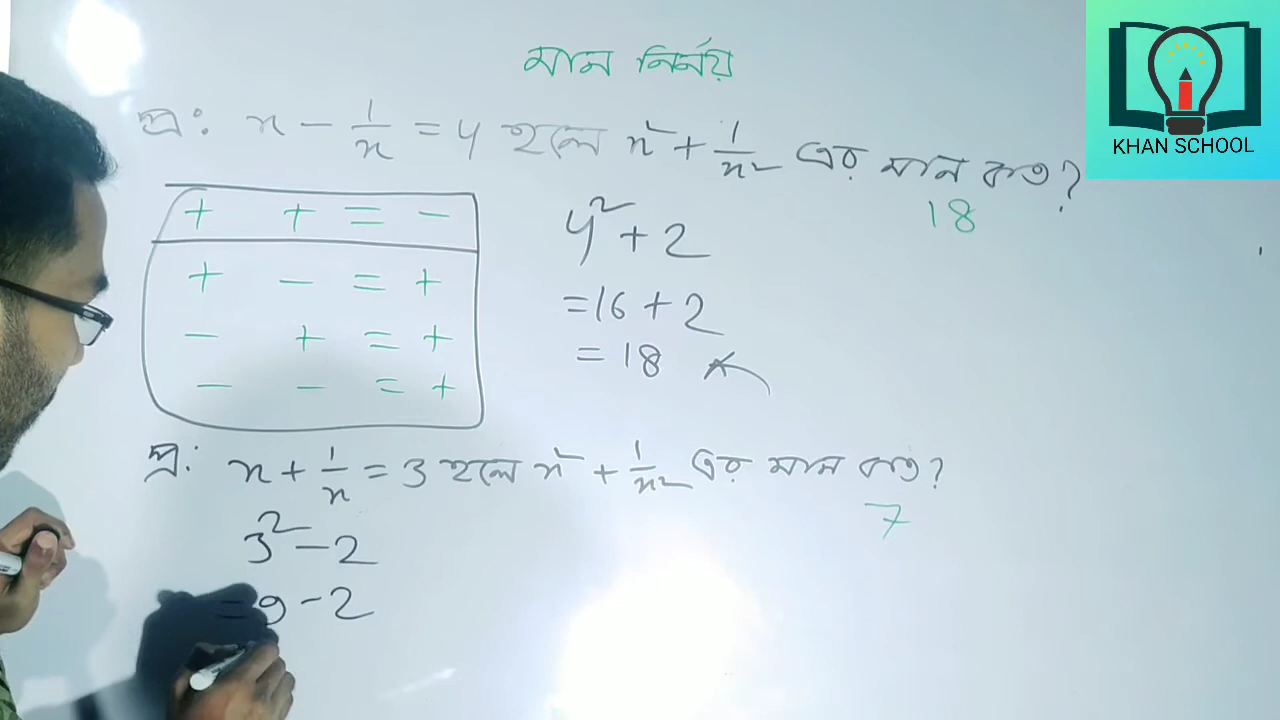 মান নির্নয়
প্র: x - 1/x = 4 হলে x² + 1/x² এর মান কত?
18
+ + = -
+ - = +
- + = +
- - = +
4² + 2
= 16 + 2
= 18
প্র: x + 1/x = 3 হলে x² + 1/x² এর মান কত?
7
3² - 2
= 9 - 2
KHAN SCHOOL